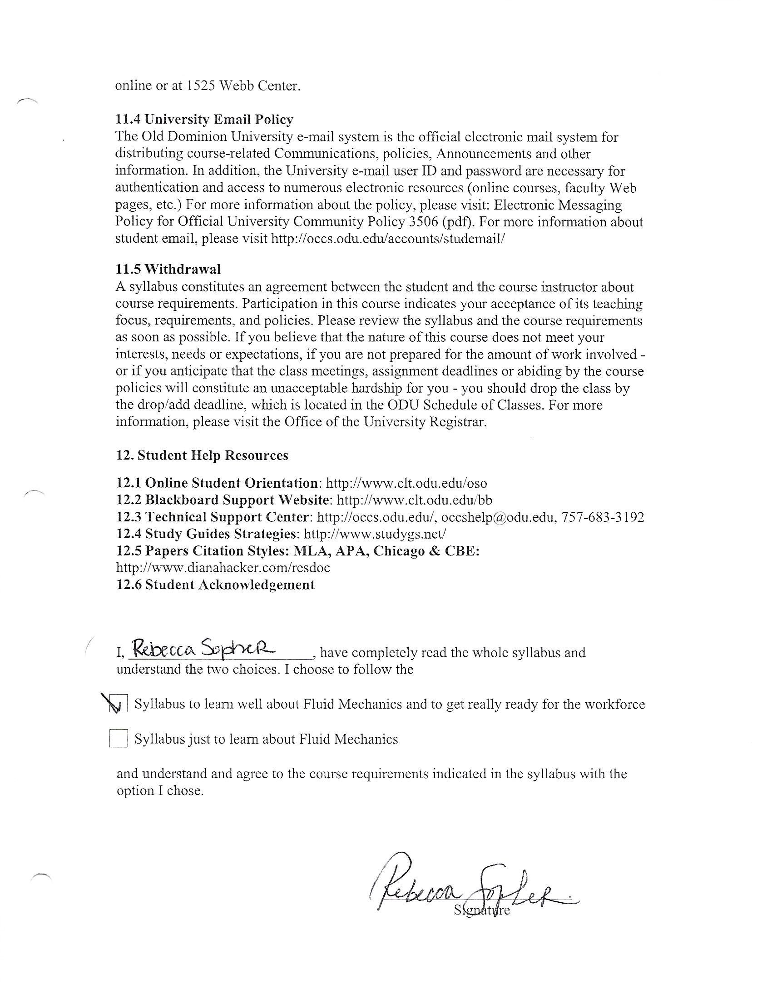 online or at 1525 Webb Center.
11.4 University Email Policy
The Old Dominion University e-mail system is the official electronic mail system for
distributing course-related Communications, policies, Announcements and other
information. In addition, the University e-mail user ID and password are necessary for
authentication and access to numerous electronic resources (online courses, faculty Web
pages, etc.) For more information about the policy, please visit: Electronic Messaging
Policy for Official University Community Policy 3506 (pdf). For more information about
student email, please visit http://occs.odu.edu/accounts/studemail/
11.5 Withdrawal
A syllabus constitutes an agreement between the student and the course instructor about
course requirements. Participation in this course indicates your acceptance of its teaching
focus, requirements, and policies. Please review the syllabus and the course requirements
as soon as possible. If you believe that the nature of this course does not meet your
interests, needs or expectations, if you are not prepared for the amount of work involved -
or if you anticipate that the class meetings, assignment deadlines or abiding by the course
policies will constitute an unacceptable hardship for you - you should drop the class by
the drop/add deadline, which is located in the ODU Schedule of Classes. For more
information, please visit the Office of the University Registrar.
12. Student Help Resources
12.1 Online Student Orientation: http://www.clt.odu.edu/oso
12.2 Blackboard Support Website: http://www.clt.odu.edu/bb
12.3 Technical Support Center: http://occs.odu.edu/, occshelp@odu.edu, 757-683-3192
12.4 Study Guides Strategies: http://www.studygs.net/
12.5 Papers Citation Styles: MLA, APA, Chicago & CBE:
http://www.dianahacker.com/resdoc
12.6 Student Acknowledgement
I, Rebecca Sopher, have completely read the whole syllabus and
understand the two choices. I choose to follow the
Syllabus to learn well about Fluid Mechanics and to get really ready for the workforce
Syllabus just to learn about Fluid Mechanics
and understand and agree to the course requirements indicated in the syllabus with the
option I chose.
Rebecca Sopher
Signature